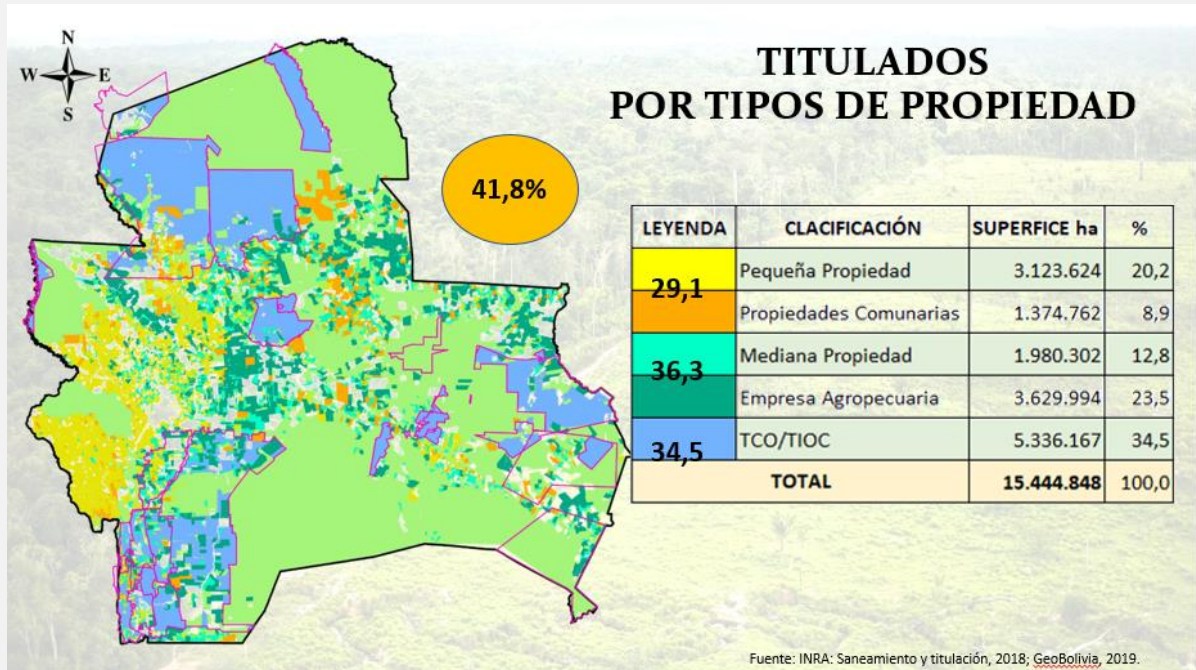 TITULADOS
POR TIPOS DE PROPIEDAD
N
W E
S
41,8%
LEYENDA CLACIFICACIÓN SUPERFICE ha %
29,1
Pequeña Propiedad 3.123.624 20,2
Propiedades Comunarias 1.374.762 8,9
36,3
Mediana Propiedad 1.980.302 12,8
Empresa Agropecuaria 3.629.994 23,5
34,5 TCO/TIOC 5.336.167 34,5
TOTAL 15.444.848 100,0
Fuente: INRA: Saneamiento y titulación, 2018; GeoBolivia, 2019.